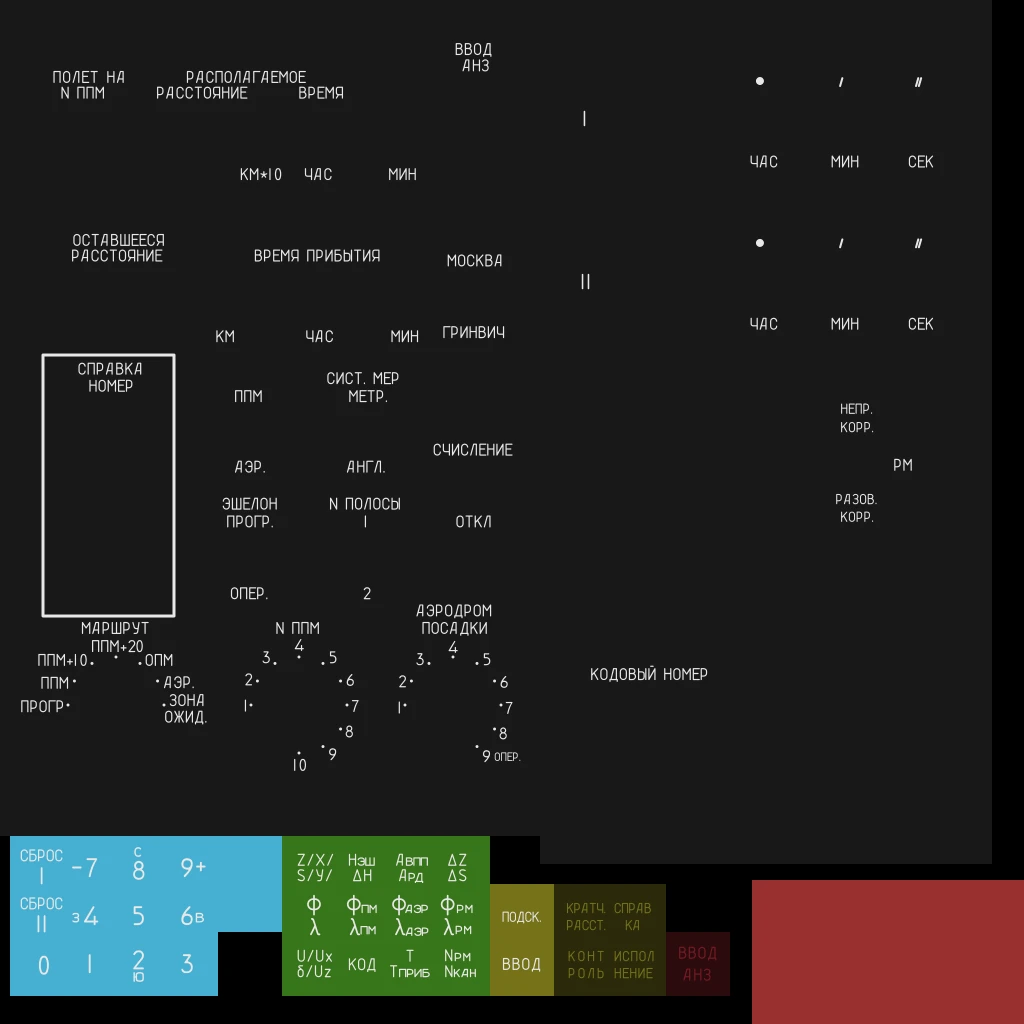 ВВОД
АНЗ
ПОЛЕТ НА
N ППМ
РАСПОЛАГАЕМОЕ
РАССТОЯНИЕ ВРЕМЯ
I
ЧАС МИН СЕК
КМ*10 ЧАС МИН
ОСТАВШЕЕСЯ
РАССТОЯНИЕ
ВРЕМЯ ПРИБЫТИЯ
МОСКВА
II
ЧАС МИН СЕК
КМ ЧАС МИН
ГРИНВИЧ
СПРАВКА
НОМЕР
ППМ
СИСТ. МЕР
МЕТР.
НЕПР.
КОРР.
СЧИСЛЕНИЕ
АЭР.
АНГЛ.
РМ
ЭШЕЛОН
ПРОГР.
N ПОЛОСЫ
1
ОТКЛ
РАЗОВ.
КОРР.
ОПЕР.
2
МАРШРУТ
ППМ+20
ППМ+10 ОПМ
ППМ АЭР.
ПРОГР ЗОНА
ОЖИД.
N ППМ
4
3 5
2 6
1 7
8
9
10
АЭРОДРОМ
ПОСАДКИ
4
3 5
2 6
1 7
8
9 ОПЕР.
КОДОВЫЙ НОМЕР
СБРОС
I
-7
С
8
9+
СБРОС
II
З4
5
6В
0
1
2
Ю
3
Z/X/
S/У/
НЭШ
ΔН
АВПП
АРД
ΔZ
ΔS
Ф
λ
ФПМ
λПМ
ФАЭР
λАЭР
ФРМ
λРМ
U/Uх
δ/Uz
КОД
Т
ТПРИБ
NРМ
NКАН
ПОДСК.
ВВОД
КРАТЧ.
РАССТ.
СПРАВ
КА
КОНТ
РОЛЬ
ИСПОЛ
НЕНИЕ
ВВОД
АНЗ